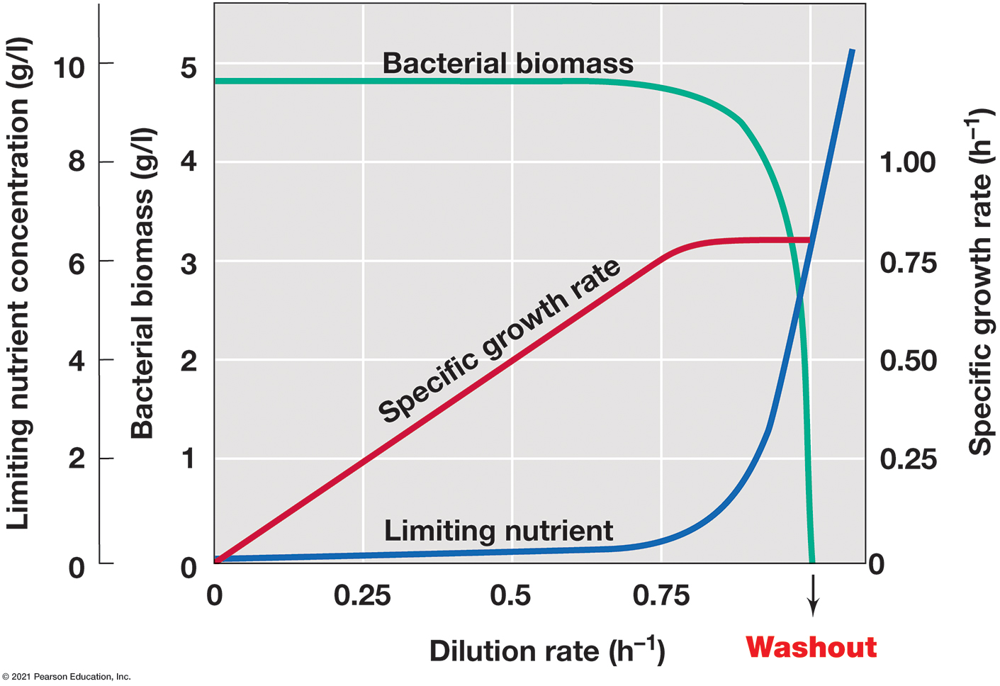 Limiting nutrient concentration (g/l)
10
8
6
4
2
0
Bacterial biomass (g/l)
5
4
3
2
1
0
Bacterial biomass
Specific growth rate
Limiting nutrient
1.00
0.75
0.50
0.25
0
Specific growth rate (h⁻¹)
0 0.25 0.5 0.75
Dilution rate (h⁻¹)
Washout
© 2021 Pearson Education, Inc.